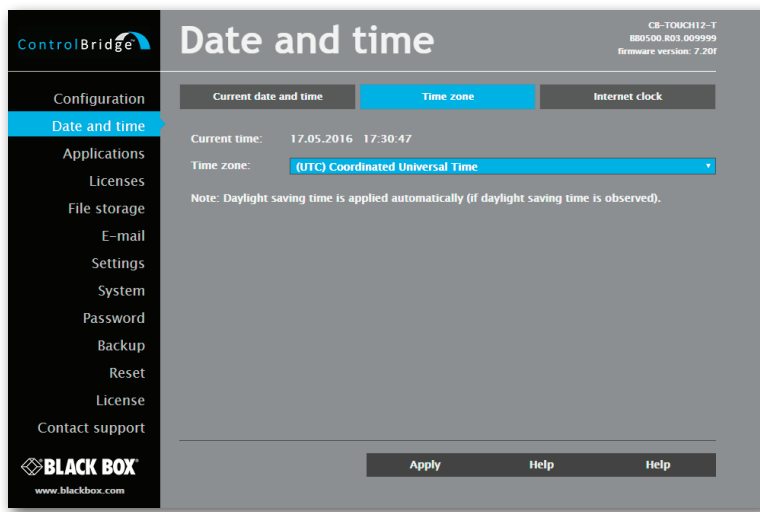 ControlBridge™
Date and time
CB-TOUCH12-T
BB0500.R03.009999
firmware version: 7.20f
Configuration
Date and time
Applications
Licenses
File storage
E-mail
Settings
System
Password
Backup
Reset
License
Contact support
BLACK BOX®
www.blackbox.com
Current date and time
Time zone
Internet clock
Current time: 17.05.2016 17:30:47
Time zone: (UTC) Coordinated Universal Time
Note: Daylight saving time is applied automatically (if daylight saving time is observed).
Apply
Help
Help